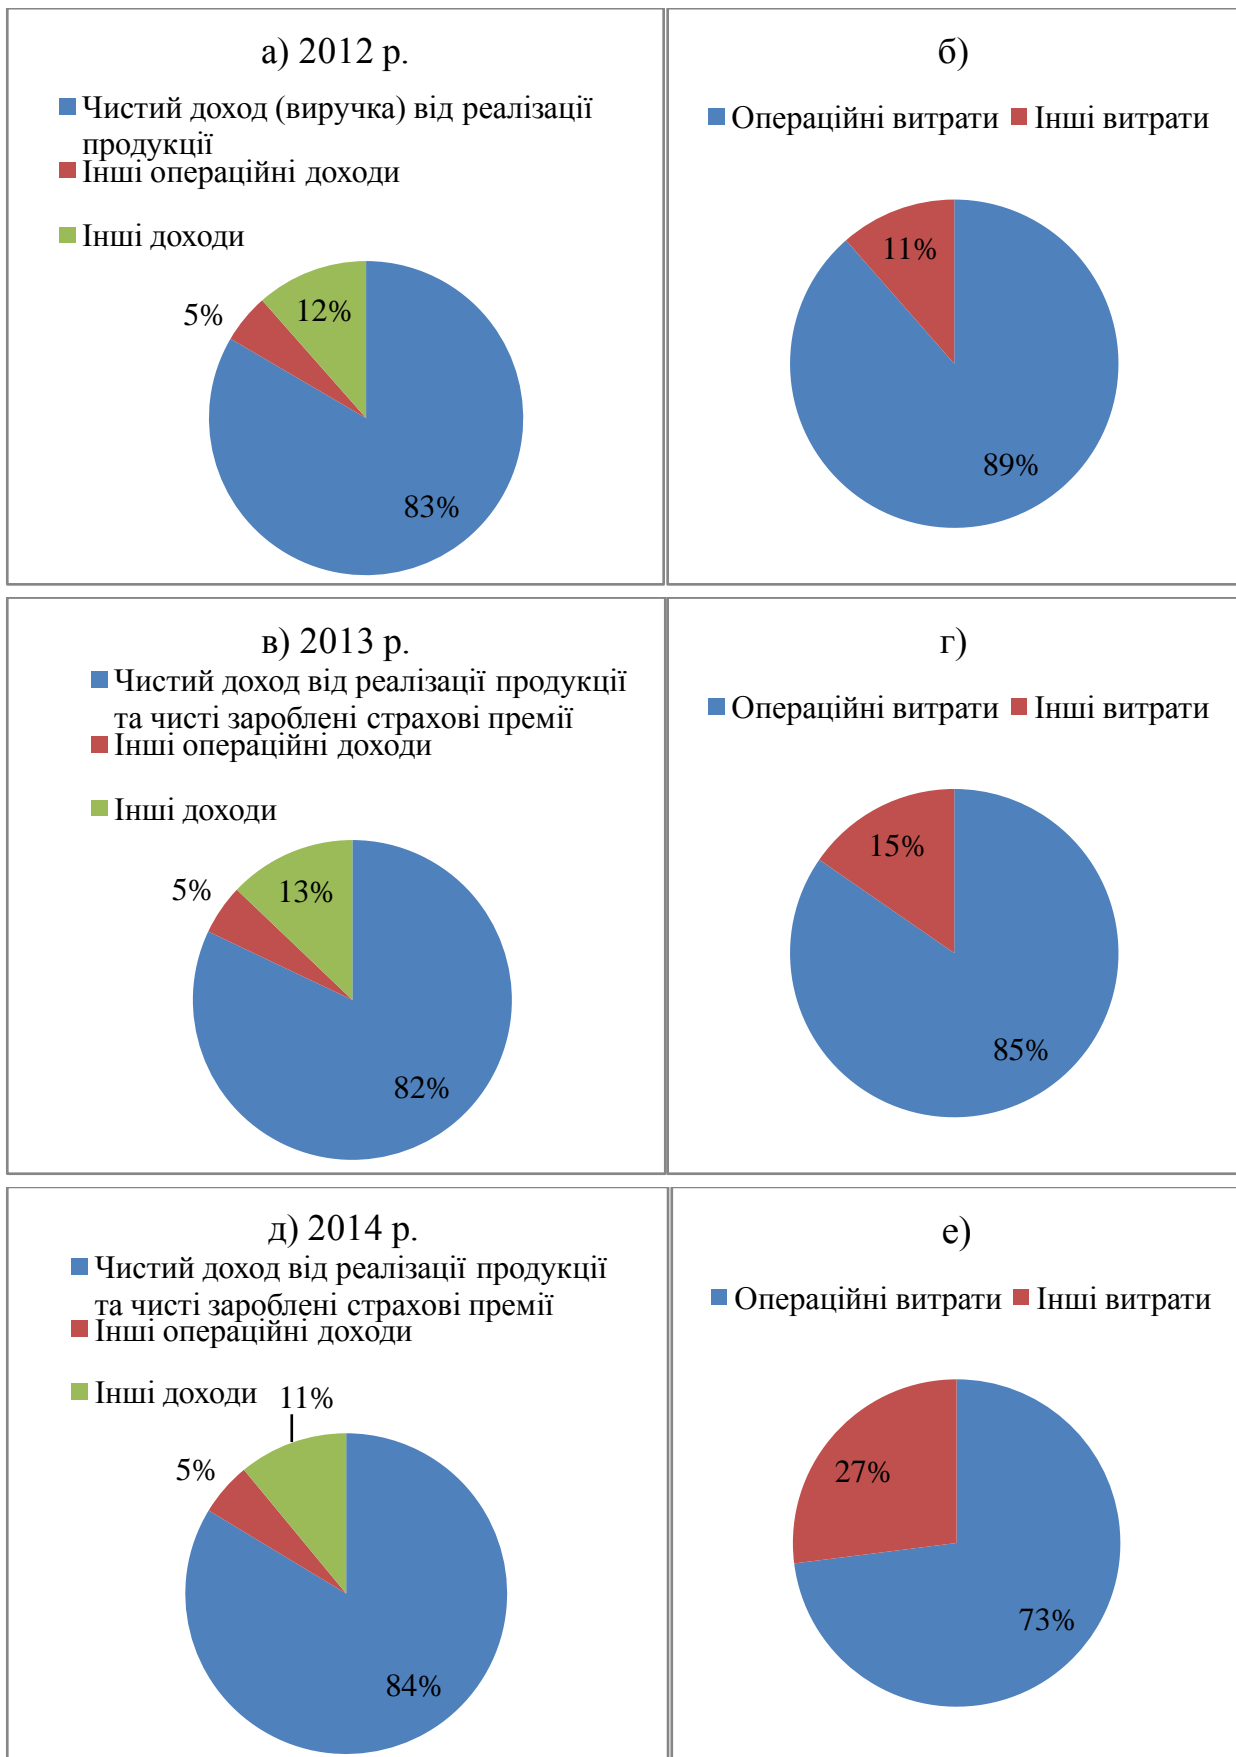 а) 2012 р.
Чистий доход (виручка) від реалізації
продукції
Інші операційні доходи
Інші доходи
5%
12%
83%
б)
Операційні витрати Інші витрати
11%
89%
в) 2013 р.
Чистий доход від реалізації продукції
та чисті зароблені страхові премії
Інші операційні доходи
Інші доходи
5%
13%
82%
г)
Операційні витрати Інші витрати
15%
85%
д) 2014 р.
Чистий доход від реалізації продукції
та чисті зароблені страхові премії
Інші операційні доходи
Інші доходи
11%
5%
84%
е)
Операційні витрати Інші витрати
27%
73%